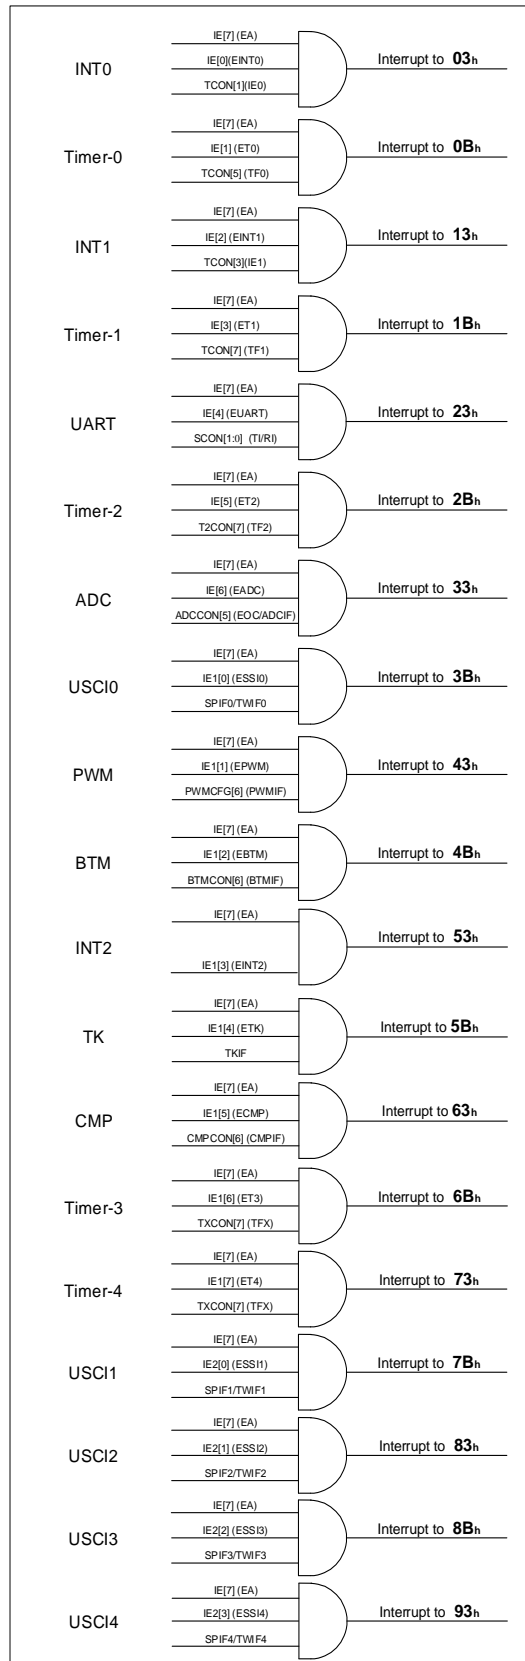 IE[7] (EA)
INT0 IE[0](EINT0) Interrupt to 03h
TCON[1](IE0)
IE[7] (EA)
Timer-0 IE[1] (ET0) Interrupt to 0Bh
TCON[5] (TF0)
IE[7] (EA)
INT1 IE[2] (EINT1) Interrupt to 13h
TCON[3](IE1)
IE[7] (EA)
Timer-1 IE[3] (ET1) Interrupt to 1Bh
TCON[7] (TF1)
IE[7] (EA)
UART IE[4] (EUART) Interrupt to 23h
SCON[1:0] (TI/RI)
IE[7] (EA)
Timer-2 IE[5] (ET2) Interrupt to 2Bh
T2CON[7] (TF2)
IE[7] (EA)
ADC IE[6] (EADC) Interrupt to 33h
ADCCON[5] (EOC/ADCIF)
IE[7] (EA)
USCI0 IE1[0] (ESSI0) Interrupt to 3Bh
SPIF0/TWIF0
IE[7] (EA)
PWM IE1[1] (EPWM) Interrupt to 43h
PWMCFG[6] (PWMIF)
IE[7] (EA)
BTM IE1[2] (EBTM) Interrupt to 4Bh
BTMCON[6] (BTMIF)
IE[7] (EA)
INT2 Interrupt to 53h
IE1[3] (EINT2)
IE[7] (EA)
TK IE1[4] (ETK) Interrupt to 5Bh
TKIF
IE[7] (EA)
CMP IE1[5] (ECMP) Interrupt to 63h
CMPCON[6] (CMPIF)
IE[7] (EA)
Timer-3 IE1[6] (ET3) Interrupt to 6Bh
TXCON[7] (TFX)
IE[7] (EA)
Timer-4 IE1[7] (ET4) Interrupt to 73h
TXCON[7] (TFX)
IE[7] (EA)
USCI1 IE2[0] (ESSI1) Interrupt to 7Bh
SPIF1/TWIF1
IE[7] (EA)
USCI2 IE2[1] (ESSI2) Interrupt to 83h
SPIF2/TWIF2
IE[7] (EA)
USCI3 IE2[2] (ESSI3) Interrupt to 8Bh
SPIF3/TWIF3
IE[7] (EA)
USCI4 IE2[3] (ESSI4) Interrupt to 93h
SPIF4/TWIF4